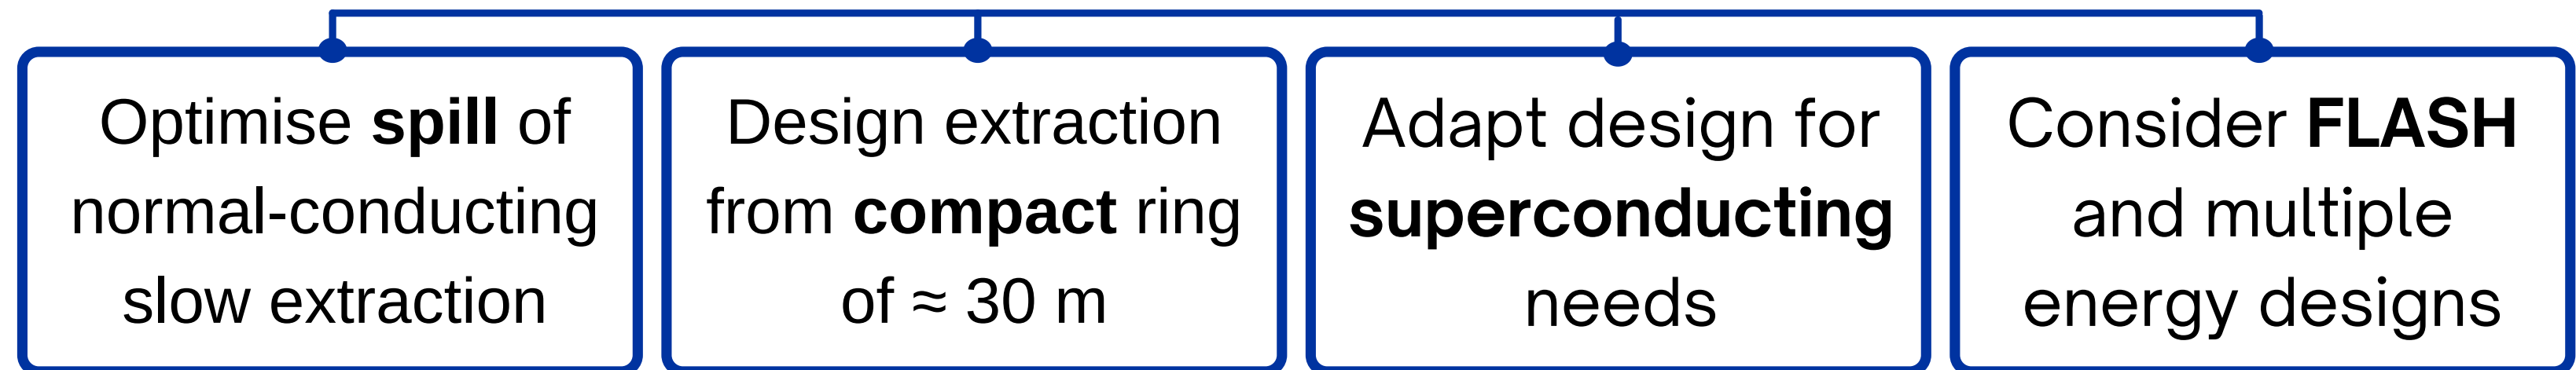 Optimise spill of
normal-conducting
slow extraction
Design extraction
from compact ring
of ≈ 30 m
Adapt design for
superconducting
needs
Consider FLASH
and multiple
energy designs